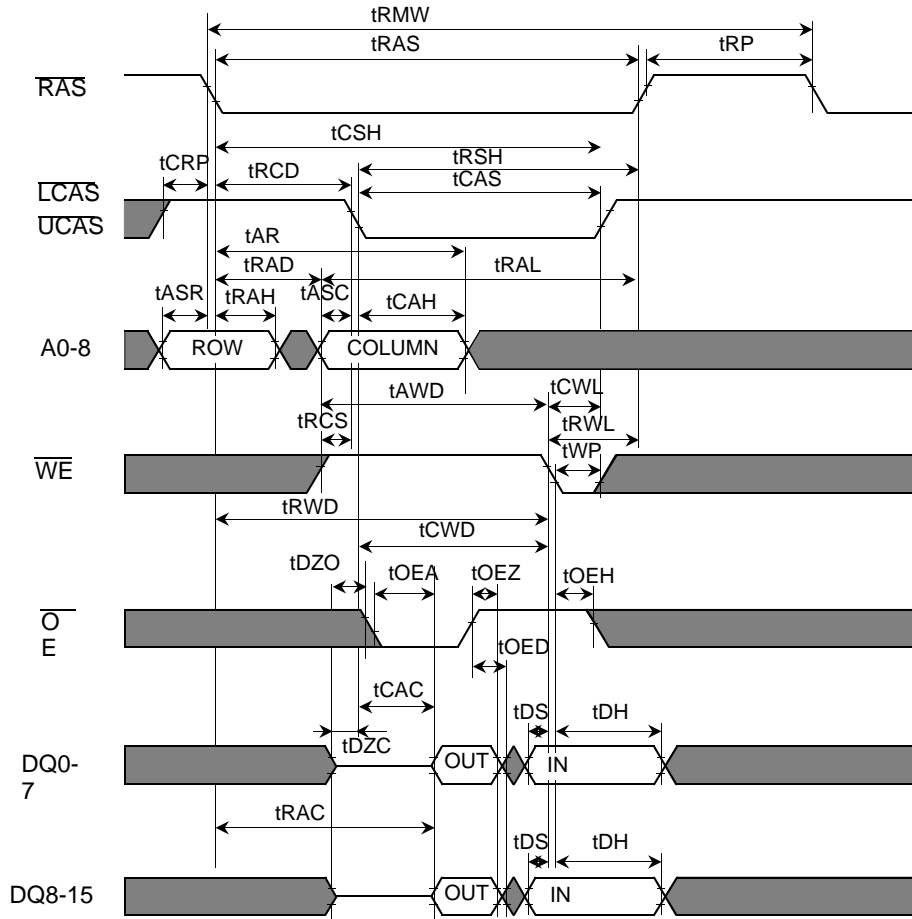 tRMW
tRAS
tRP
RAS
tCSH
tRSH
tCRP
tRCD
tCAS
LCAS
UCAS
tAR
tRAD
tRAL
tASR
tRAH
tASC
tCAH
A0-8
ROW
COLUMN
tAWD
tCWL
tRCS
tRWL
tWP
WE
tRWD
tCWD
tDZO
tOEA
tOEZ
tOEH
O
E
tOED
tCAC
tDS
tDH
tDZC
DQ0-
7
OUT
IN
tRAC
tDS
tDH
DQ8-15
OUT
IN